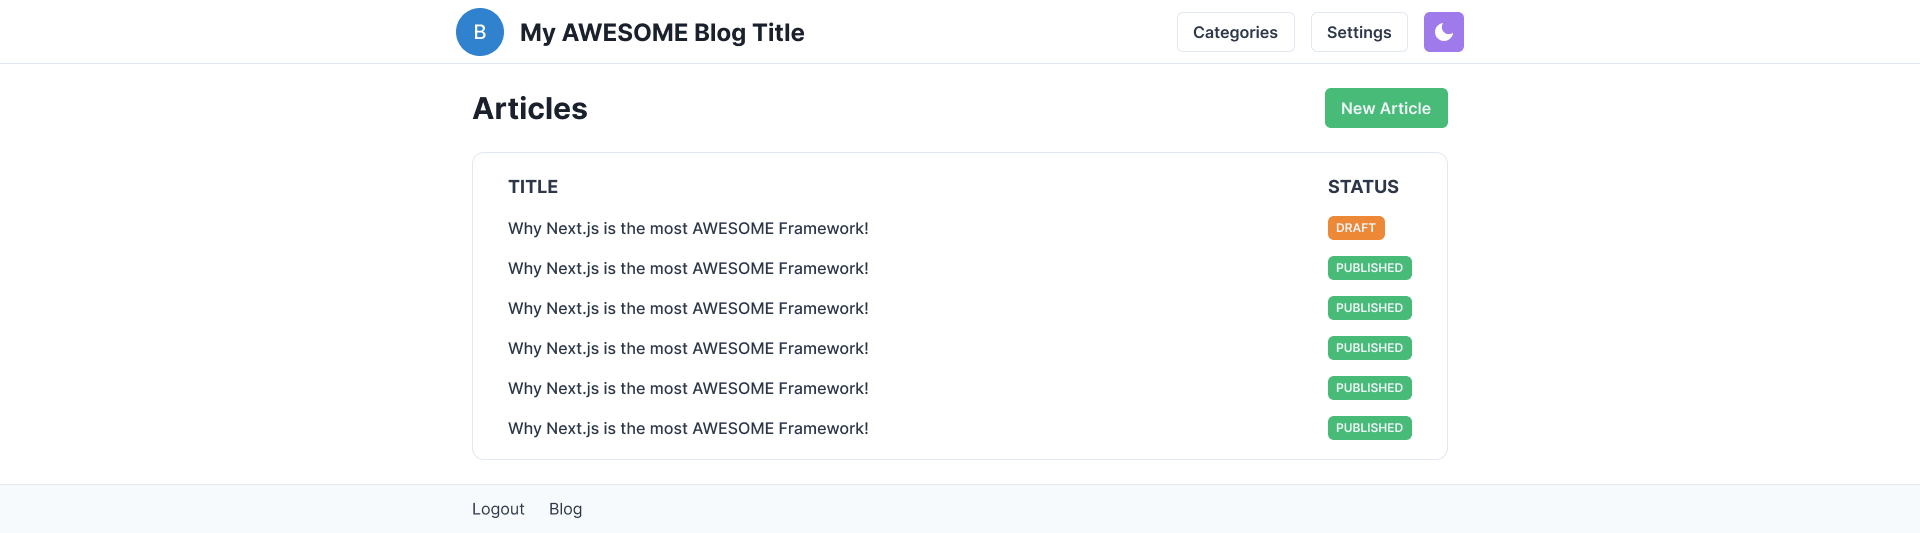 B My AWESOME Blog Title Categories Settings
Articles New Article
TITLE STATUS
Why Next.js is the most AWESOME Framework! DRAFT
Why Next.js is the most AWESOME Framework! PUBLISHED
Why Next.js is the most AWESOME Framework! PUBLISHED
Why Next.js is the most AWESOME Framework! PUBLISHED
Why Next.js is the most AWESOME Framework! PUBLISHED
Why Next.js is the most AWESOME Framework! PUBLISHED
Logout Blog